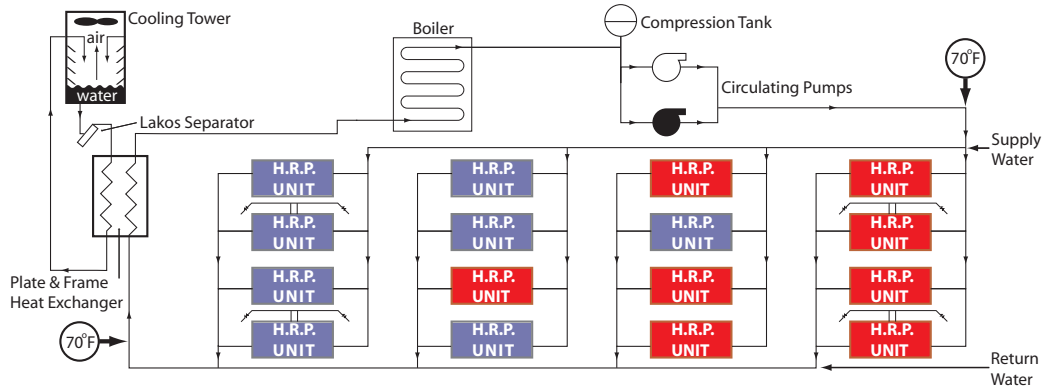 Cooling Tower
air
water
Lakos Separator
Boiler
Compression Tank
Circulating Pumps
70°F
Supply
Water
H.R.P.
UNIT
H.R.P.
UNIT
H.R.P.
UNIT
H.R.P.
UNIT
H.R.P.
UNIT
H.R.P.
UNIT
H.R.P.
UNIT
H.R.P.
UNIT
H.R.P.
UNIT
H.R.P.
UNIT
H.R.P.
UNIT
H.R.P.
UNIT
H.R.P.
UNIT
H.R.P.
UNIT
H.R.P.
UNIT
H.R.P.
UNIT
Plate & Frame
Heat Exchanger
70°F
Return
Water